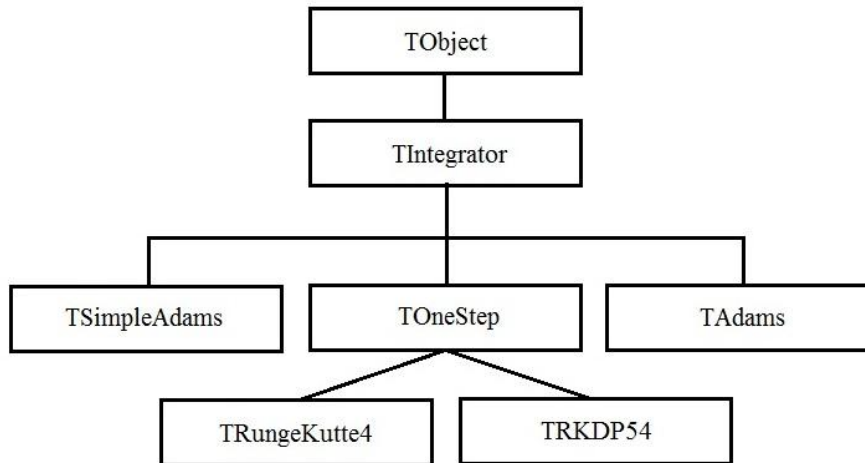 TObject
TIntegrator
TSimpleAdams
TOneStep
TAdams
TRungeKutte4
TRKDP54